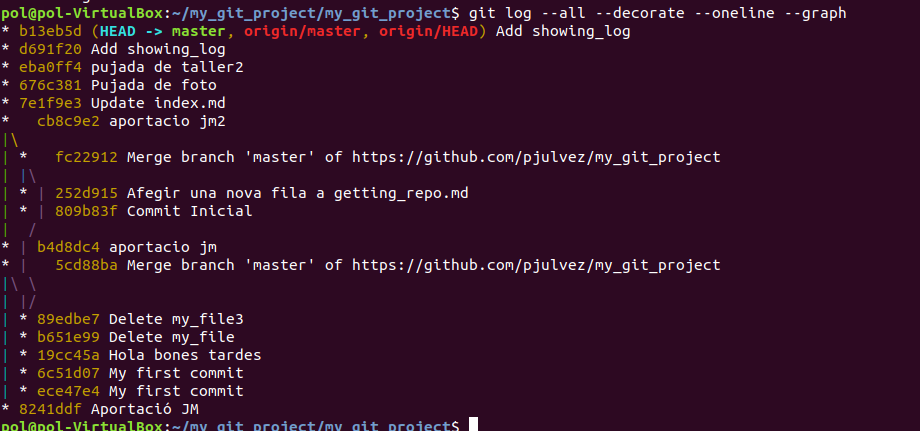 pol@pol-VirtualBox:~/my_git_project/my_git_project$ git log --all --decorate --oneline --graph
* b13eb5d (HEAD -> master, origin/master, origin/HEAD) Add showing_log
* d691f20 Add showing_log
* eba0ff4 pujada de taller2
* 676c381 Pujada de foto
* 7e1f9e3 Update index.md
*   cb8c9e2 aportacio jm2
|\
| *   fc22912 Merge branch 'master' of https://github.com/pjulvez/my_git_project
| |\
| * | 252d915 Afegir una nova fila a getting_repo.md
| * | 809b83f Commit Inicial
|  /
* | b4d8dc4 aportacio jm
* |   5cd88ba Merge branch 'master' of https://github.com/pjulvez/my_git_project
|\ \
| |/
| * 89edbe7 Delete my_file3
| * b651e99 Delete my_file
| * 19cc45a Hola bones tardes
| * 6c51d07 My first commit
| * ece47e4 My first commit
* 8241ddf Aportació JM
pol@pol-VirtualBox:~/my_git_project/my_git_project$